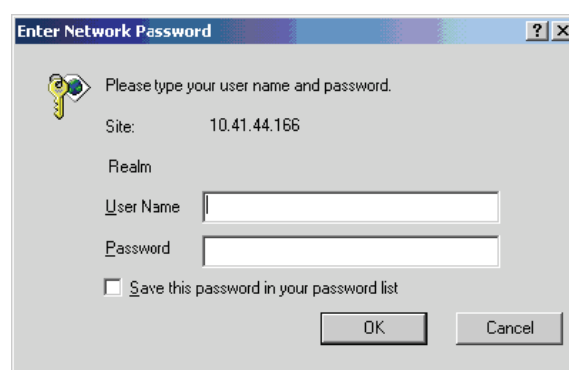 Enter Network Password
? X
Please type your user name and password.
Site: 10.41.44.166
Realm
User Name
Password
Save this password in your password list
OK Cancel